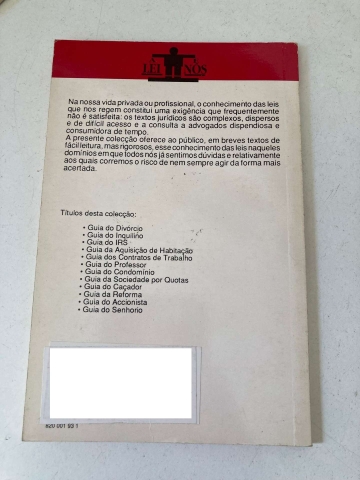 LEI NÓS
Na nossa vida privada ou profissional, o conhecimento das leis
que nos regem constitui uma exigência que frequentemente
não é satisfeita: os textos jurídicos são complexos, dispersos
e de difícil acesso e a consulta a advogados dispendiosa e
consumidora de tempo.
A presente colecção oferece ao público, em breves textos de
fácil leitura, mas rigorosos, esse conhecimento das leis naqueles
domínios em que todos nós já sentimos dúvidas e relativamente
aos quais corremos o risco de nem sempre agir da forma mais
acertada.
Títulos desta colecção:
• Guia do Divórcio
• Guia do Inquilino
• Guia do IRS
• Guia da Aquisição de Habitação
• Guia dos Contratos de Trabalho
• Guia do Professor
• Guia do Condomínio
• Guia da Sociedade por Quotas
• Guia do Caçador
• Guia da Reforma
• Guia do Accionista
• Guia do Senhorio
620 001 93 1